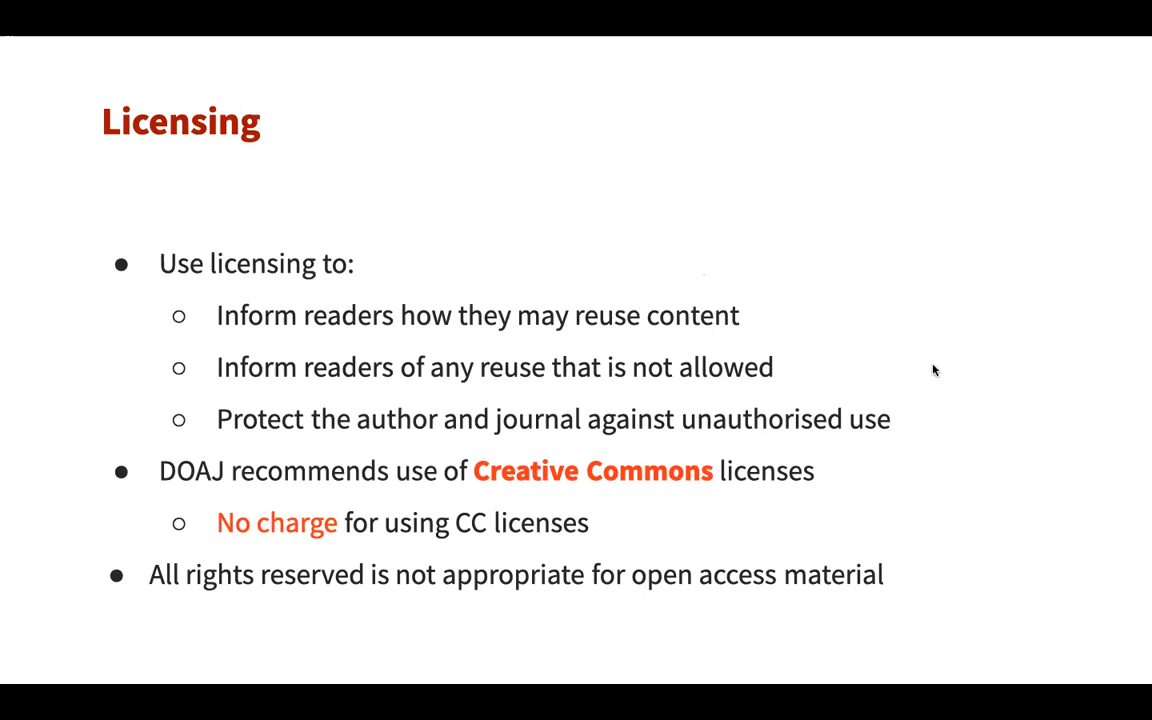 Licensing
● Use licensing to:
○ Inform readers how they may reuse content
○ Inform readers of any reuse that is not allowed
○ Protect the author and journal against unauthorised use
● DOAJ recommends use of Creative Commons licenses
○ No charge for using CC licenses
● All rights reserved is not appropriate for open access material